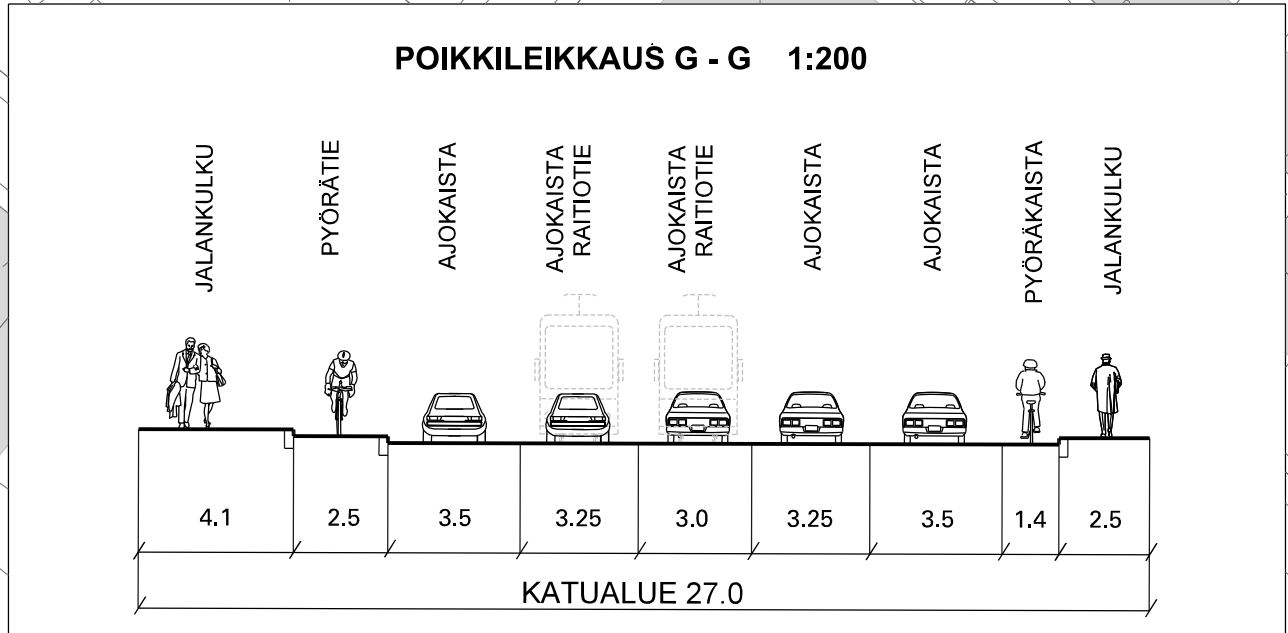 POIKKILEIKKAUS G - G 1:200
JALANKULKU
PYÖRÄTIE
AJOKAISTA
AJOKAISTA
RAITIOTIE
AJOKAISTA
RAITIOTIE
AJOKAISTA
AJOKAISTA
PYÖRÄKAISTA
JALANKULKU
4.1 2.5 3.5 3.25 3.0 3.25 3.5 1.4 2.5
KATUALUE 27.0